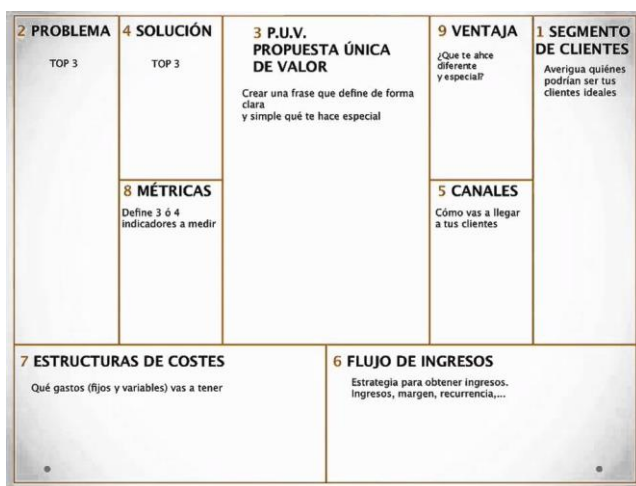 2 PROBLEMA
TOP 3
4 SOLUCIÓN
TOP 3
8 MÉTRICAS
Define 3 ó 4
indicadores a medir
3 P.U.V.
PROPUESTA ÚNICA
DE VALOR
Crear una frase que define de forma
clara
y simple qué te hace especial
9 VENTAJA
¿Que te ahce
diferente
y especial?
5 CANALES
Cómo vas a llegar
a tus clientes
1 SEGMENTO
DE CLIENTES
Averigua quiénes
podrían ser tus
clientes ideales
7 ESTRUCTURAS DE COSTES
Qué gastos (fijos y variables) vas a tener
6 FLUJO DE INGRESOS
Estrategia para obtener ingresos.
Ingresos, margen, recurrencia,...